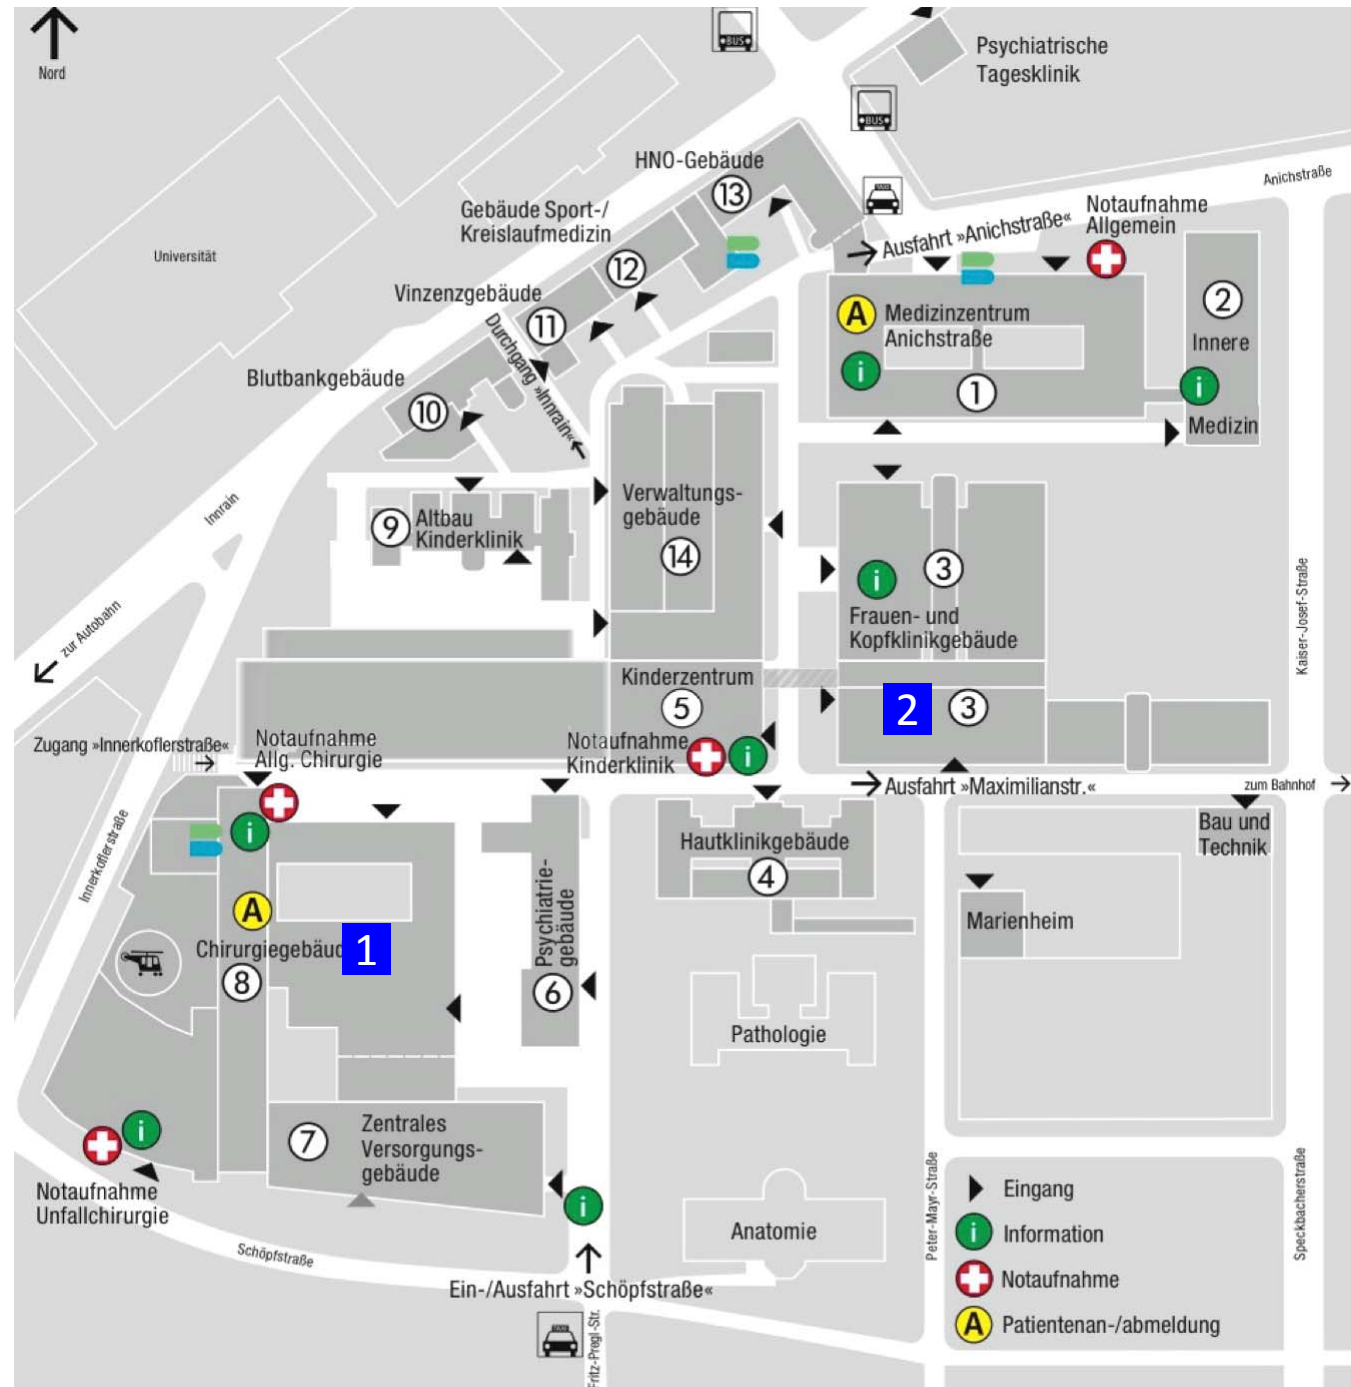 Nord
BUS
Psychiatrische
Tagesklinik
BUS
HNO-Gebäude
13
TAXI
Anichstraße
Notaufnahme
Allgemein
Gebäude Sport-/
Kreislaufmedizin
12
Ausfahrt »Anichstraße«
Universität
Vinzenzgebäude
11
Durchgang »Innrain«
A
Medizinzentrum
Anichstraße
i
1
2
Innere
i
Medizin
Blutbankgebäude
10
Innrain
9
Altbau
Kinderklinik
Verwaltungs-
gebäude
14
i
3
Frauen- und
Kopfklinikgebäude
Kaiser-Josef-Straße
zur Autobahn
Kinderzentrum
5
2
3
Zugang »Innerkoflerstraße«
Notaufnahme
Allg. Chirurgie
Notaufnahme
Kinderklinik
i
Ausfahrt »Maximilianstr.«
zum Bahnhof
Innerkoflerstraße
i
Hautklinikgebäude
4
Bau und
Technik
A
Chirurgiegebäud
1
8
Psychiatrie-
gebäude
6
Marienheim
Pathologie
i
7
Zentrales
Versorgungs-
gebäude
Notaufnahme
Unfallchirurgie
i
Schöpfstraße
Anatomie
Peter-Mayr-Straße
Speckbacherstraße
Ein-/Ausfahrt »Schöpfstraße«
TAXI
Fritz-Pregl-Str.
Eingang
i Information
Notaufnahme
A Patientenan-/abmeldung